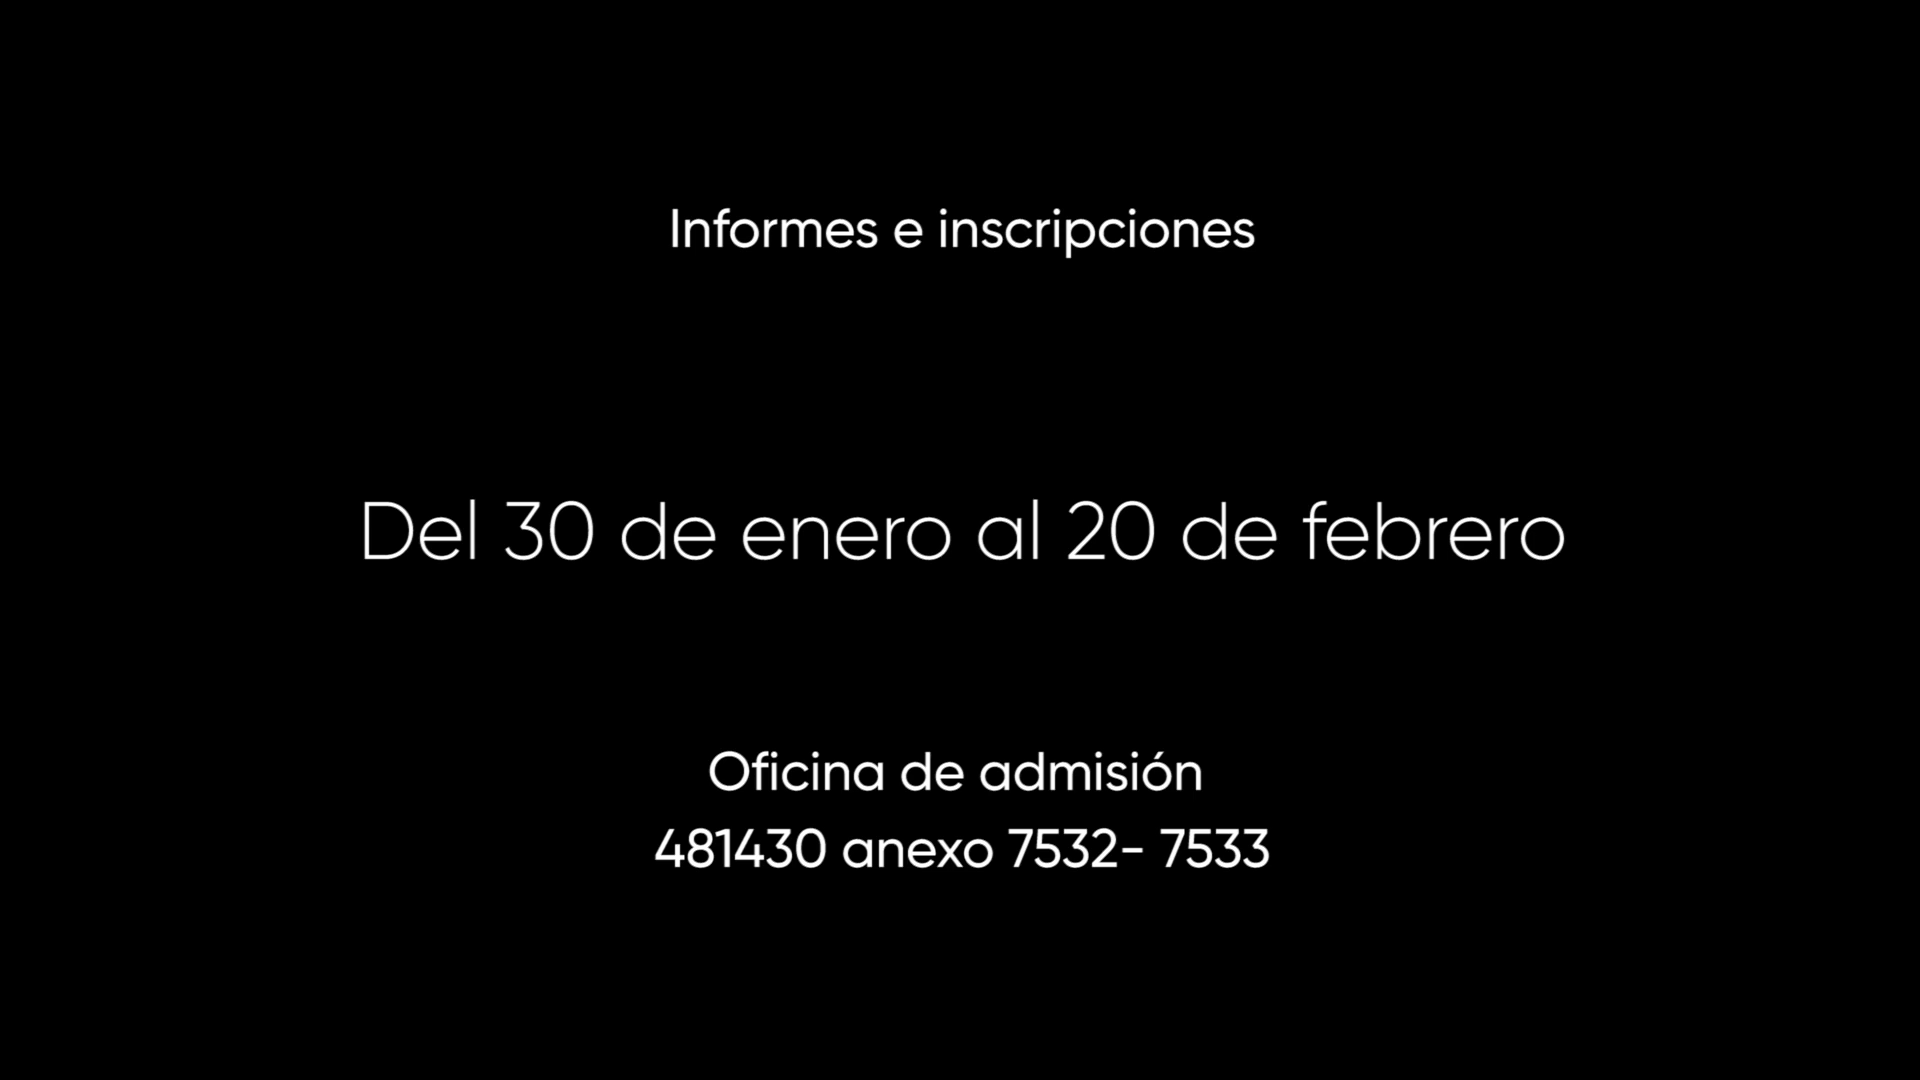 Informes e inscripciones
Del 30 de enero al 20 de febrero
Oficina de admisión
481430 anexo 7532- 7533